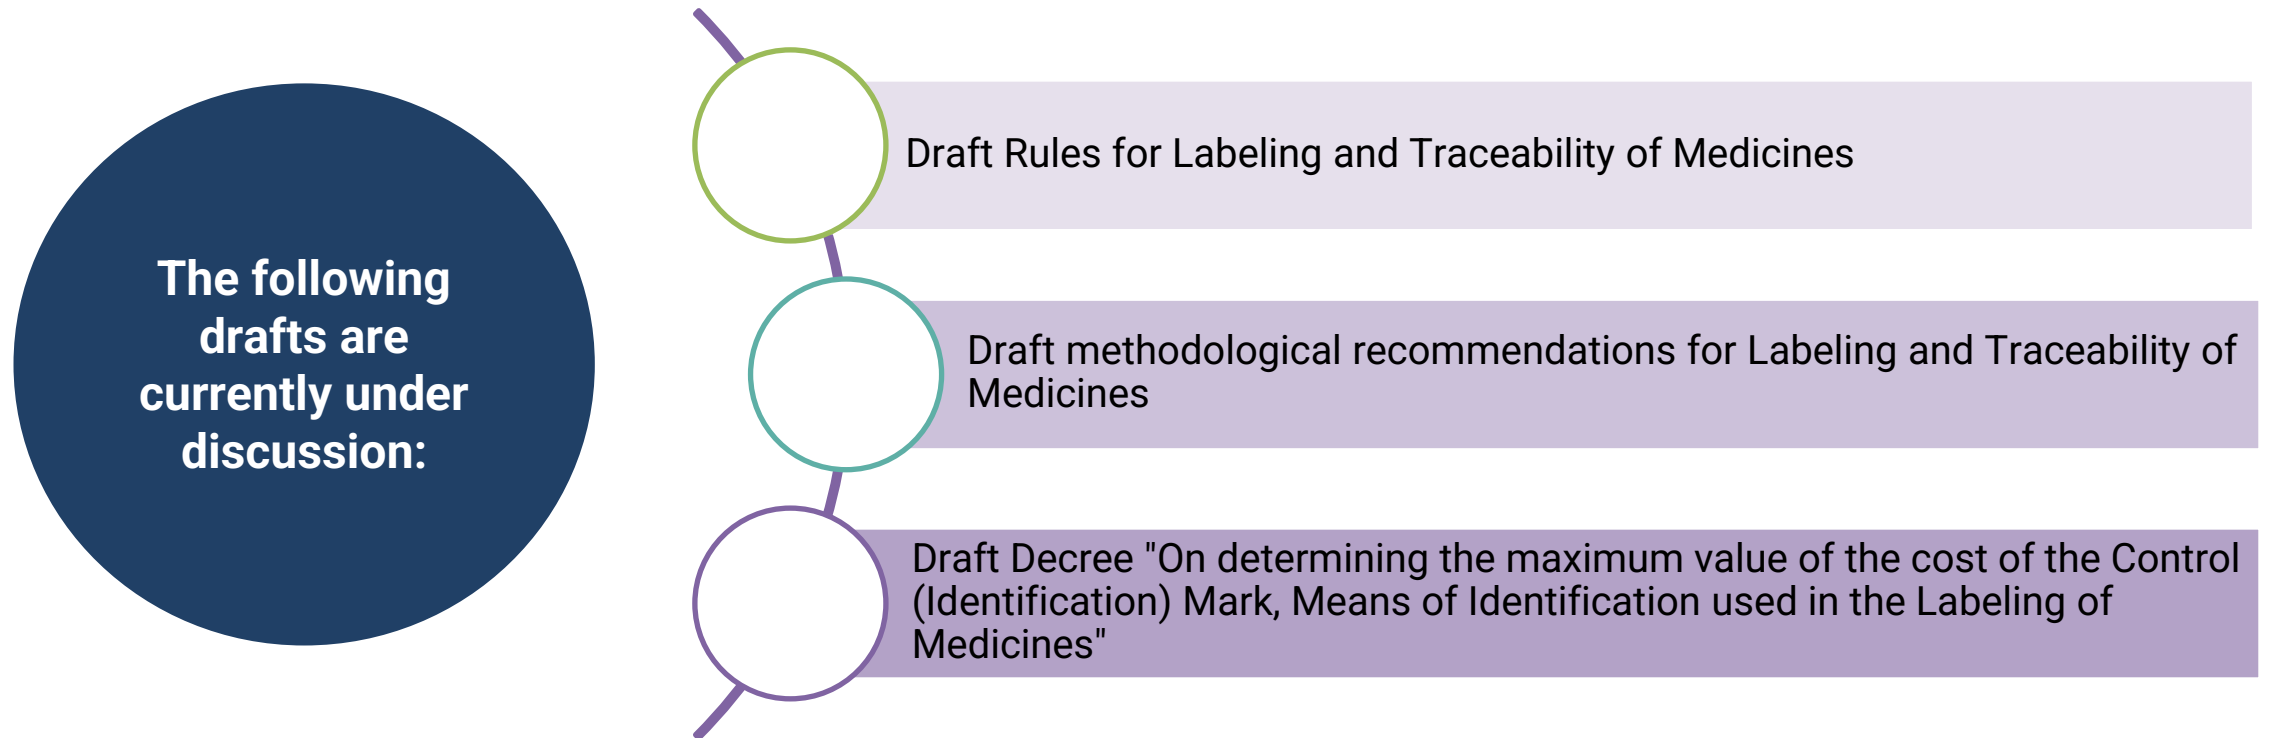 The following
drafts are
currently under
discussion:
Draft Rules for Labeling and Traceability of Medicines
Draft methodological recommendations for Labeling and Traceability of
Medicines
Draft Decree "On determining the maximum value of the cost of the Control
(Identification) Mark, Means of Identification used in the Labeling of
Medicines"